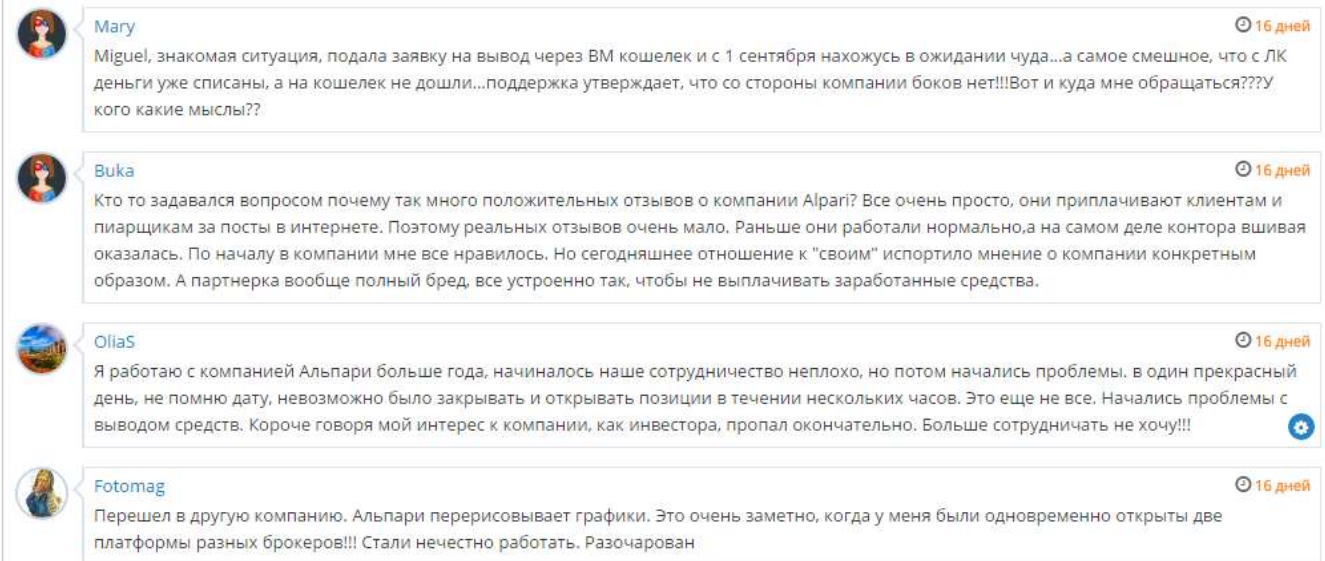 Mary
16 дней
Miguel, знакомая ситуация, подала заявку на вывод через ВМ кошелек и с 1 сентября нахожусь в ожидании чуда...а самое смешное, что с ЛК
деньги уже списаны, а на кошелек не дошли...поддержка утверждает, что со стороны компании боков нет!!!Вот и куда мне обращаться???У
кого какие мыслы??
Buka
16 дней
Кто то задавался вопросом почему так много положительных отзывов о компании Alpari? Все очень просто, они приплачивают клиентам и
пиарщикам за посты в интернете. Поэтому реальных отзывов очень мало. Раньше они работали нормально,а на самом деле контора вшивая
оказалась. По началу в компании мне все нравилось. Но сегодняшнее отношение к "своим" испортило мнение о компании конкретным
образом. А партнерка вообще полный бред, все устроенно так, чтобы не выплачивать заработанные средства.
OliaS
16 дней
Я работаю с компанией Альпари больше года, начиналось наше сотрудничество неплохо, но потом начались проблемы. в один прекрасный
день, не помню дату, невозможно было закрывать и открывать позиции в течении нескольких часов. Это еще не все. Начались проблемы с
выводом средств. Короче говоря мой интерес к компании, как инвестора, пропал окончательно. Больше сотрудничать не хочу!!!
Fotomag
16 дней
Перешел в другую компанию. Альпари перерисовывает графики. Это очень заметно, когда у меня были одновременно открыты две
платформы разных брокеров!!! Стали нечестно работать. Разочарован